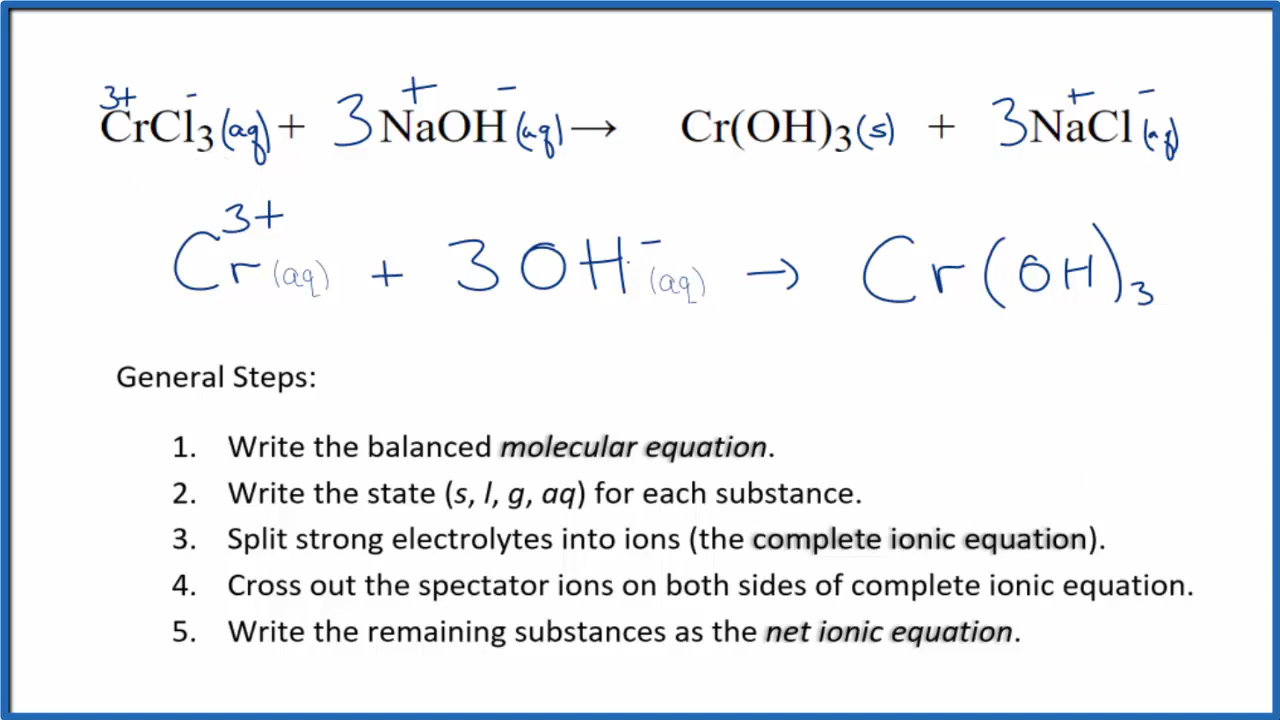 3+ - + - + -
CrCl₃(aq) + 3NaOH(aq) → Cr(OH)₃(s) + 3NaCl(aq)
Cr³⁺(aq) + 3OH⁻(aq) → Cr(OH)₃
General Steps:
1. Write the balanced molecular equation.
2. Write the state (s, l, g, aq) for each substance.
3. Split strong electrolytes into ions (the complete ionic equation).
4. Cross out the spectator ions on both sides of complete ionic equation.
5. Write the remaining substances as the net ionic equation.